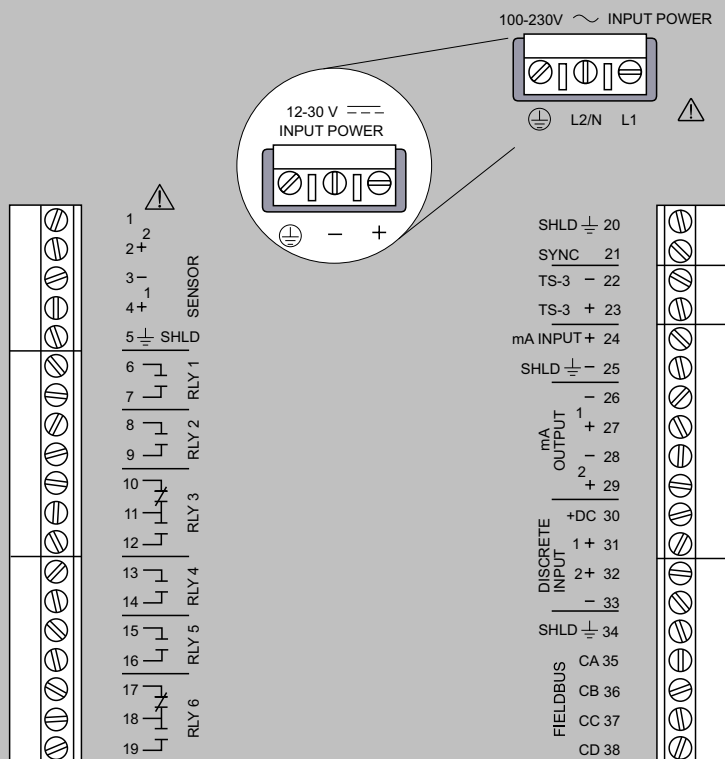 100-230V ～ INPUT POWER
L2/N L1
12-30 V
INPUT POWER
− +
1
2
2+
3−
1
4+
5 SHLD
SENSOR
6
7
RLY 1
8
9
RLY 2
10
11
12
RLY 3
13
14
RLY 4
15
16
RLY 5
17
18
19
RLY 6
SHLD 20
SYNC 21
TS-3 − 22
TS-3 + 23
mA INPUT + 24
SHLD − 25
− 26
1
+ 27
− 28
2
+ 29
mA
OUTPUT
+DC 30
1 + 31
2+ 32
− 33
DISCRETE
INPUT
SHLD 34
CA 35
CB 36
CC 37
CD 38
FIELDBUS